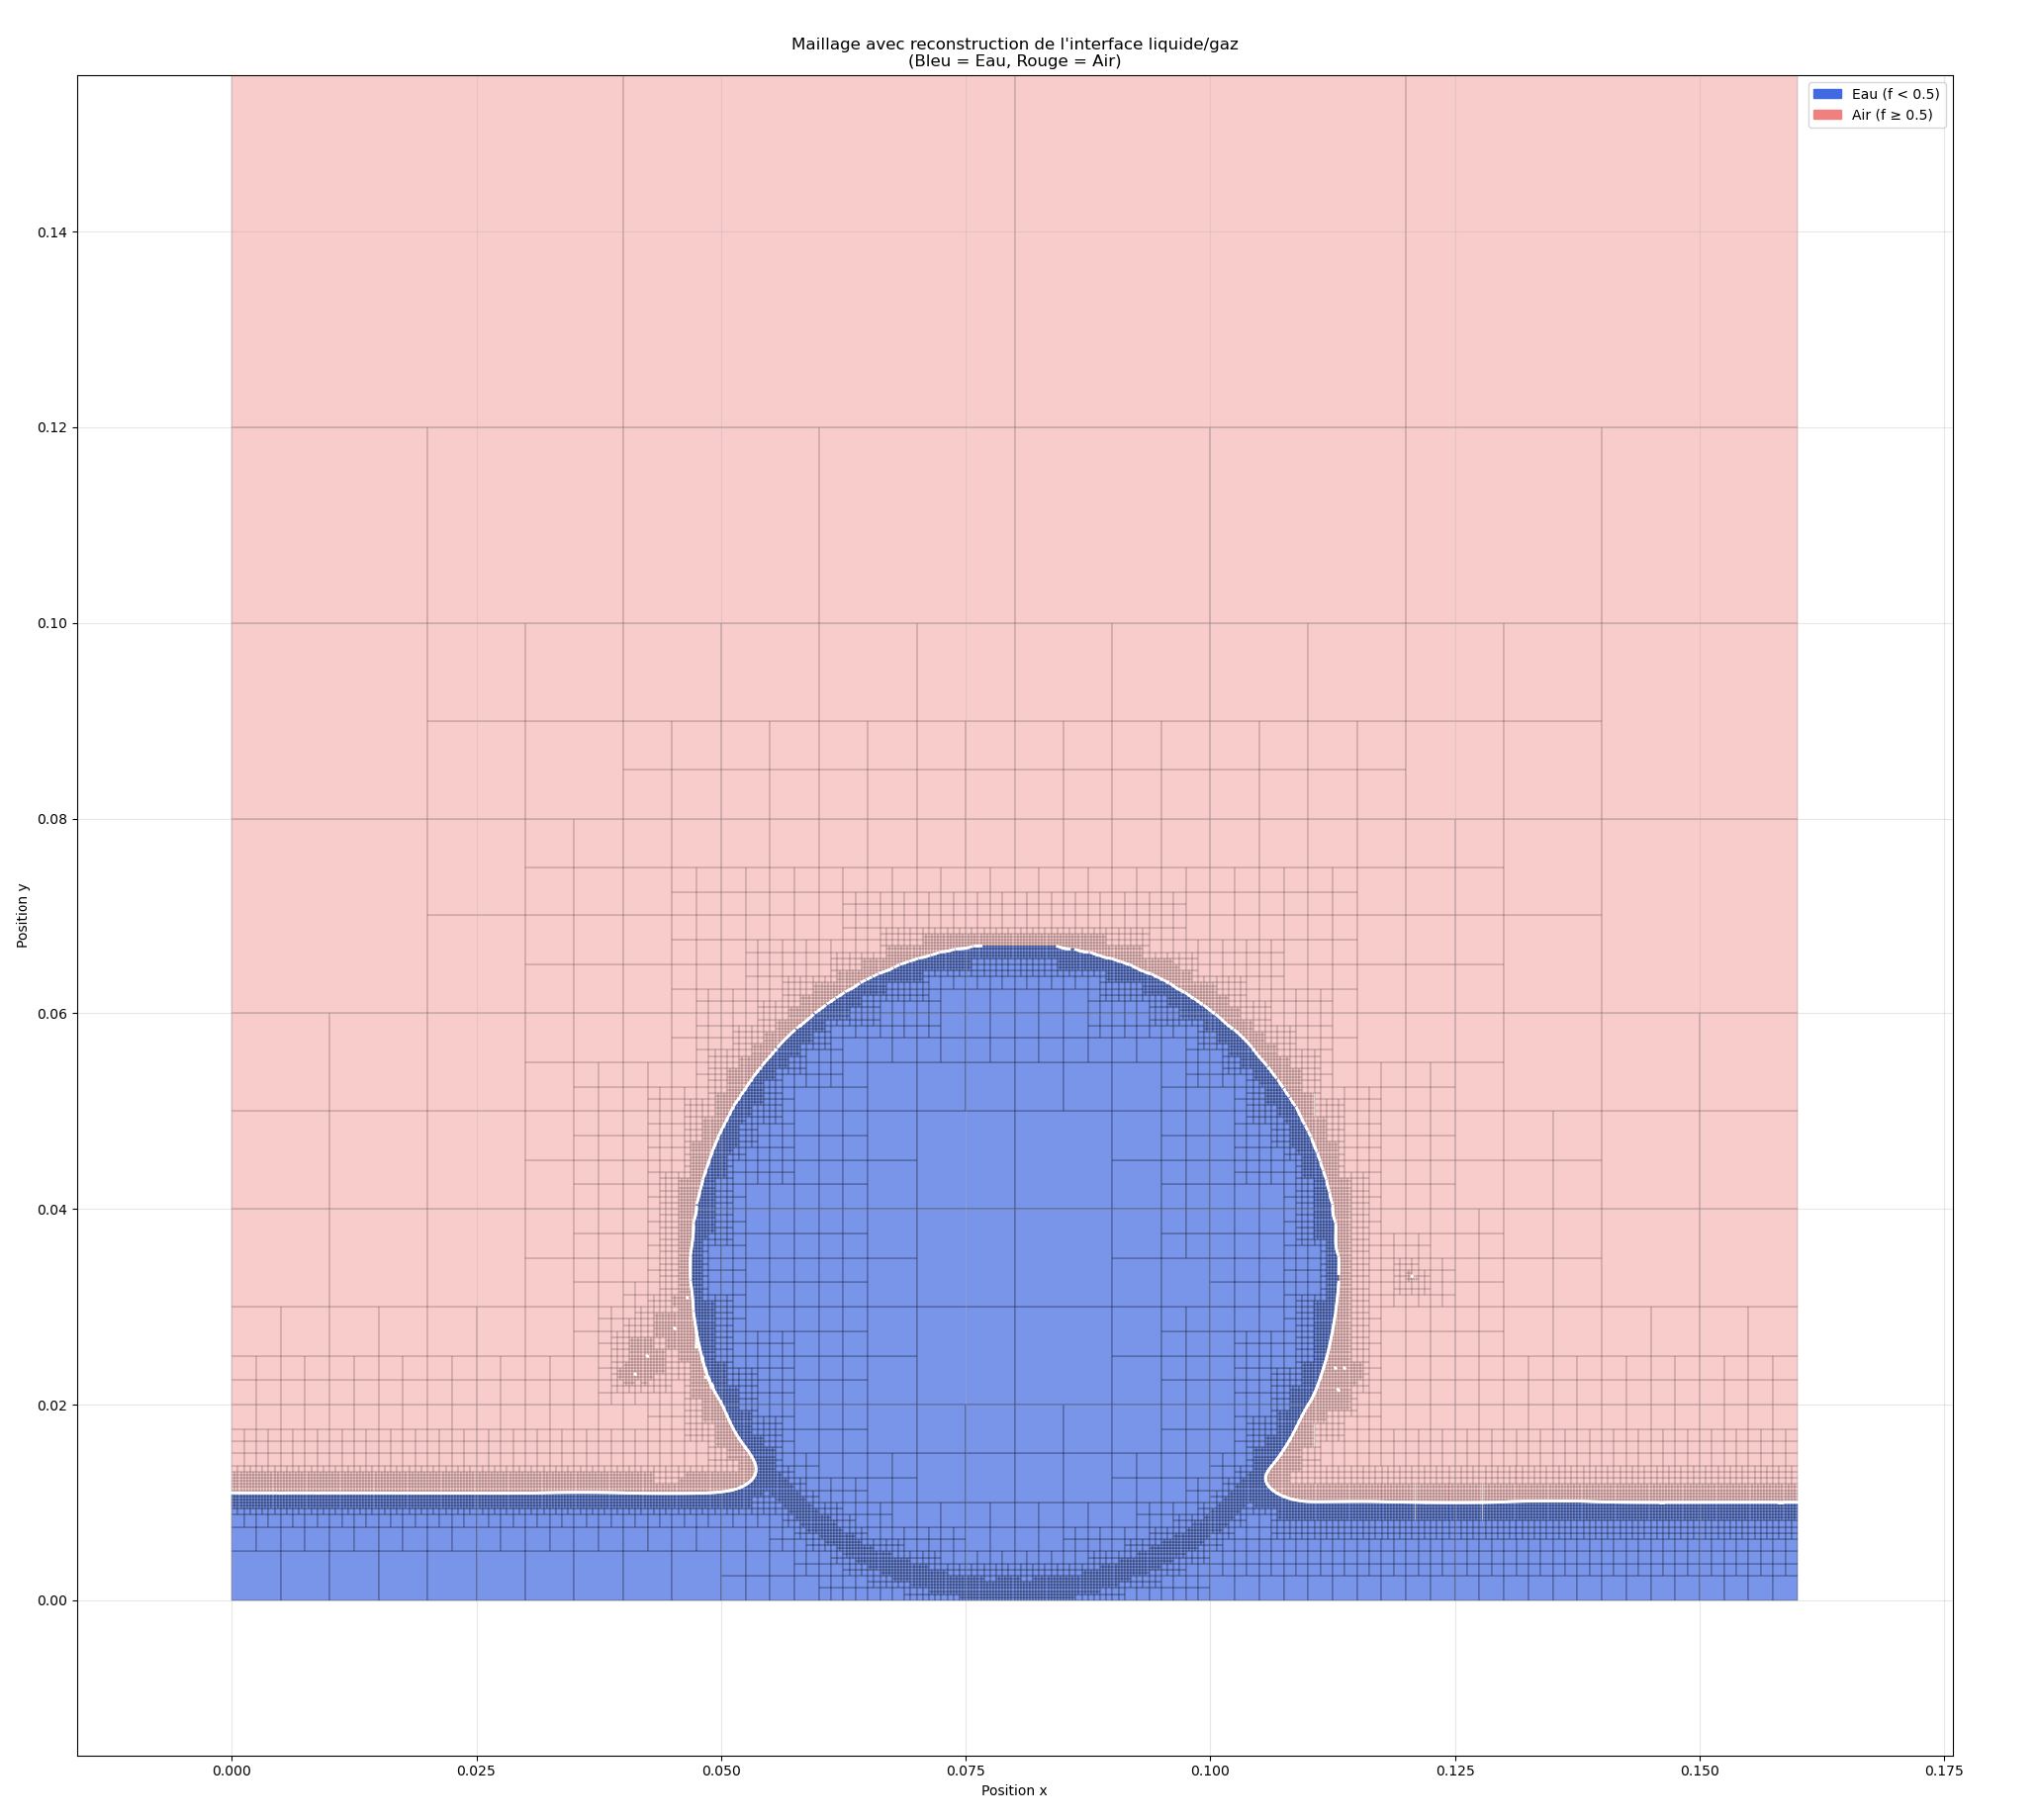 Maillage avec reconstruction de l'interface liquide/gaz
(Bleu = Eau, Rouge = Air)
Eau (f < 0.5)
Air (f ≥ 0.5)
0.14
0.12
0.10
0.08
0.06
0.04
0.02
0.00
Position y
0.000 0.025 0.050 0.075 0.100 0.125 0.150 0.175
Position x